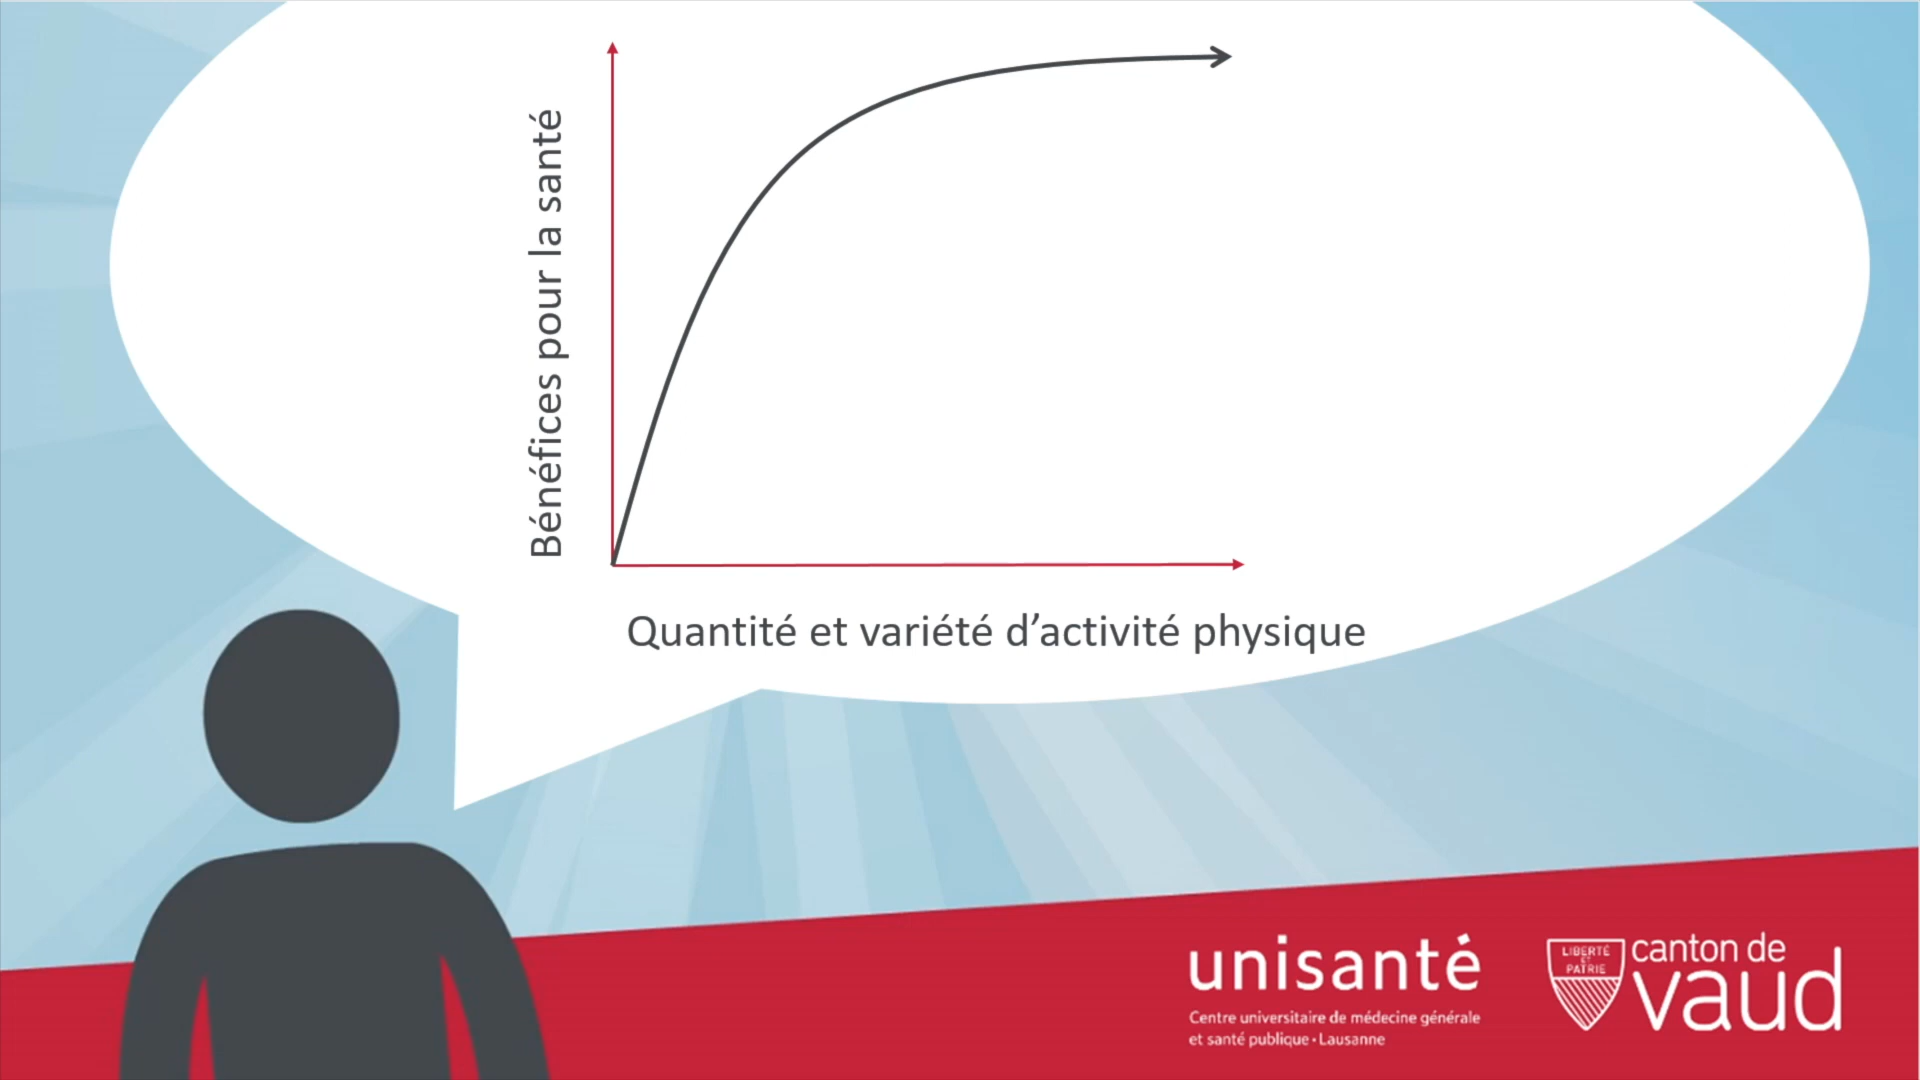 Bénéfices pour la santé
Quantité et variété d’activité physique
unisanté
Centre universitaire de médecine générale
et santé publique • Lausanne
LIBERTÉ
ET
PATRIE
canton de
vaud